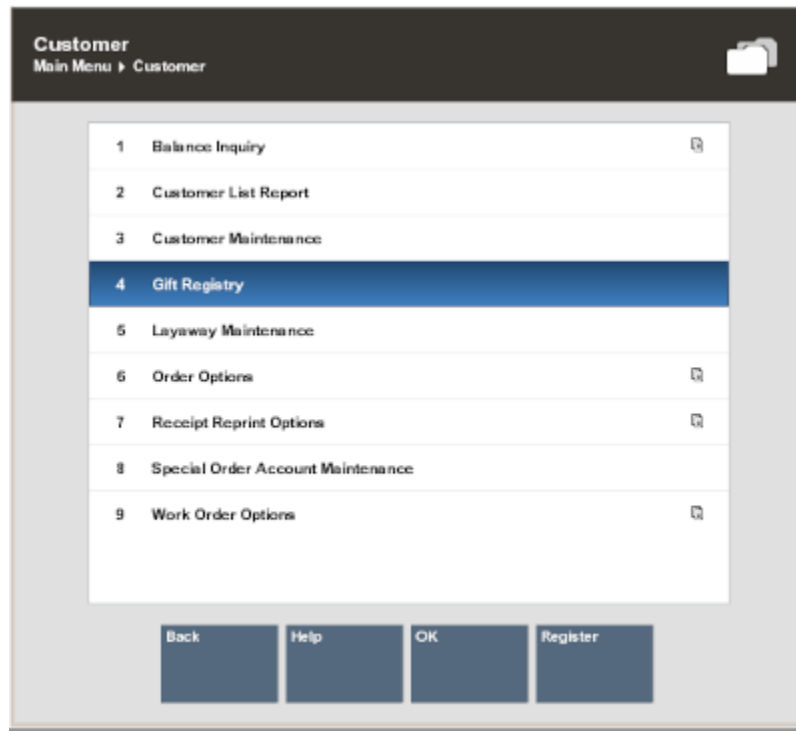 Customer
Main Menu ▸ Customer
1 Balance Inquiry
2 Customer List Report
3 Customer Maintenance
4 Gift Registry
5 Layaway Maintenance
6 Order Options
7 Receipt Reprint Options
8 Special Order Account Maintenance
9 Work Order Options
Back Help OK Register